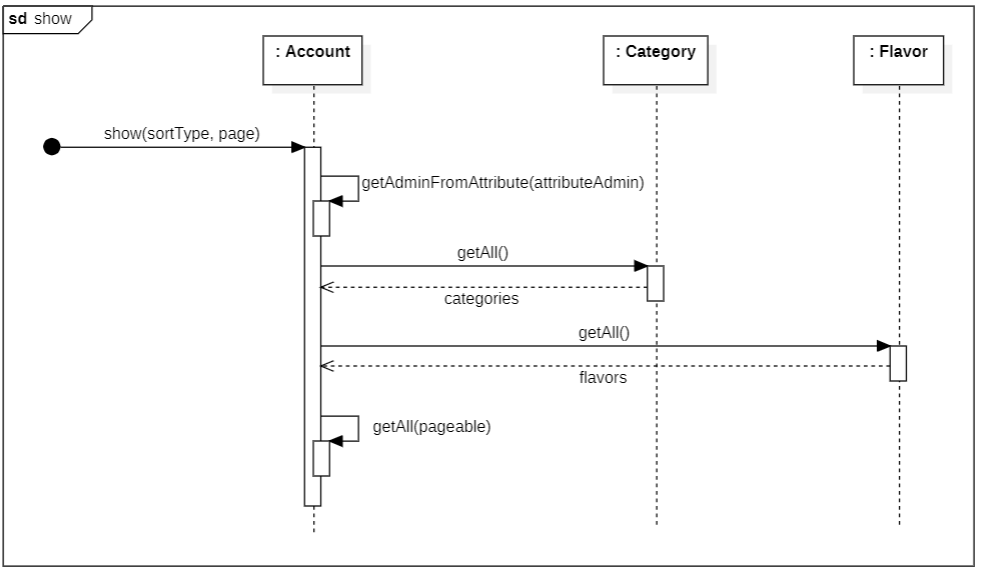 sd show
: Account
: Category
: Flavor
show(sortType, page)
getAdminFromAttribute(attributeAdmin)
getAll()
categories
getAll()
flavors
getAll(pageable)